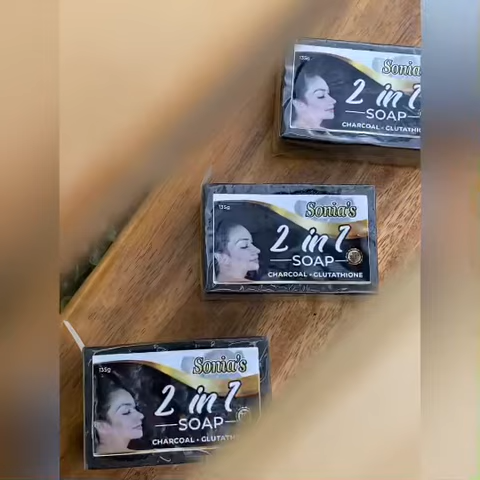 135g
Sonia
2 in 1
SOAP
CHARCOAL - GLUTATHI
135g
Sonia's
2 in 1
SOAP
CHARCOAL - GLUTATHIONE
135g
Sonia's
2 in 1
SOAP
CHARCOAL - GLUTATH